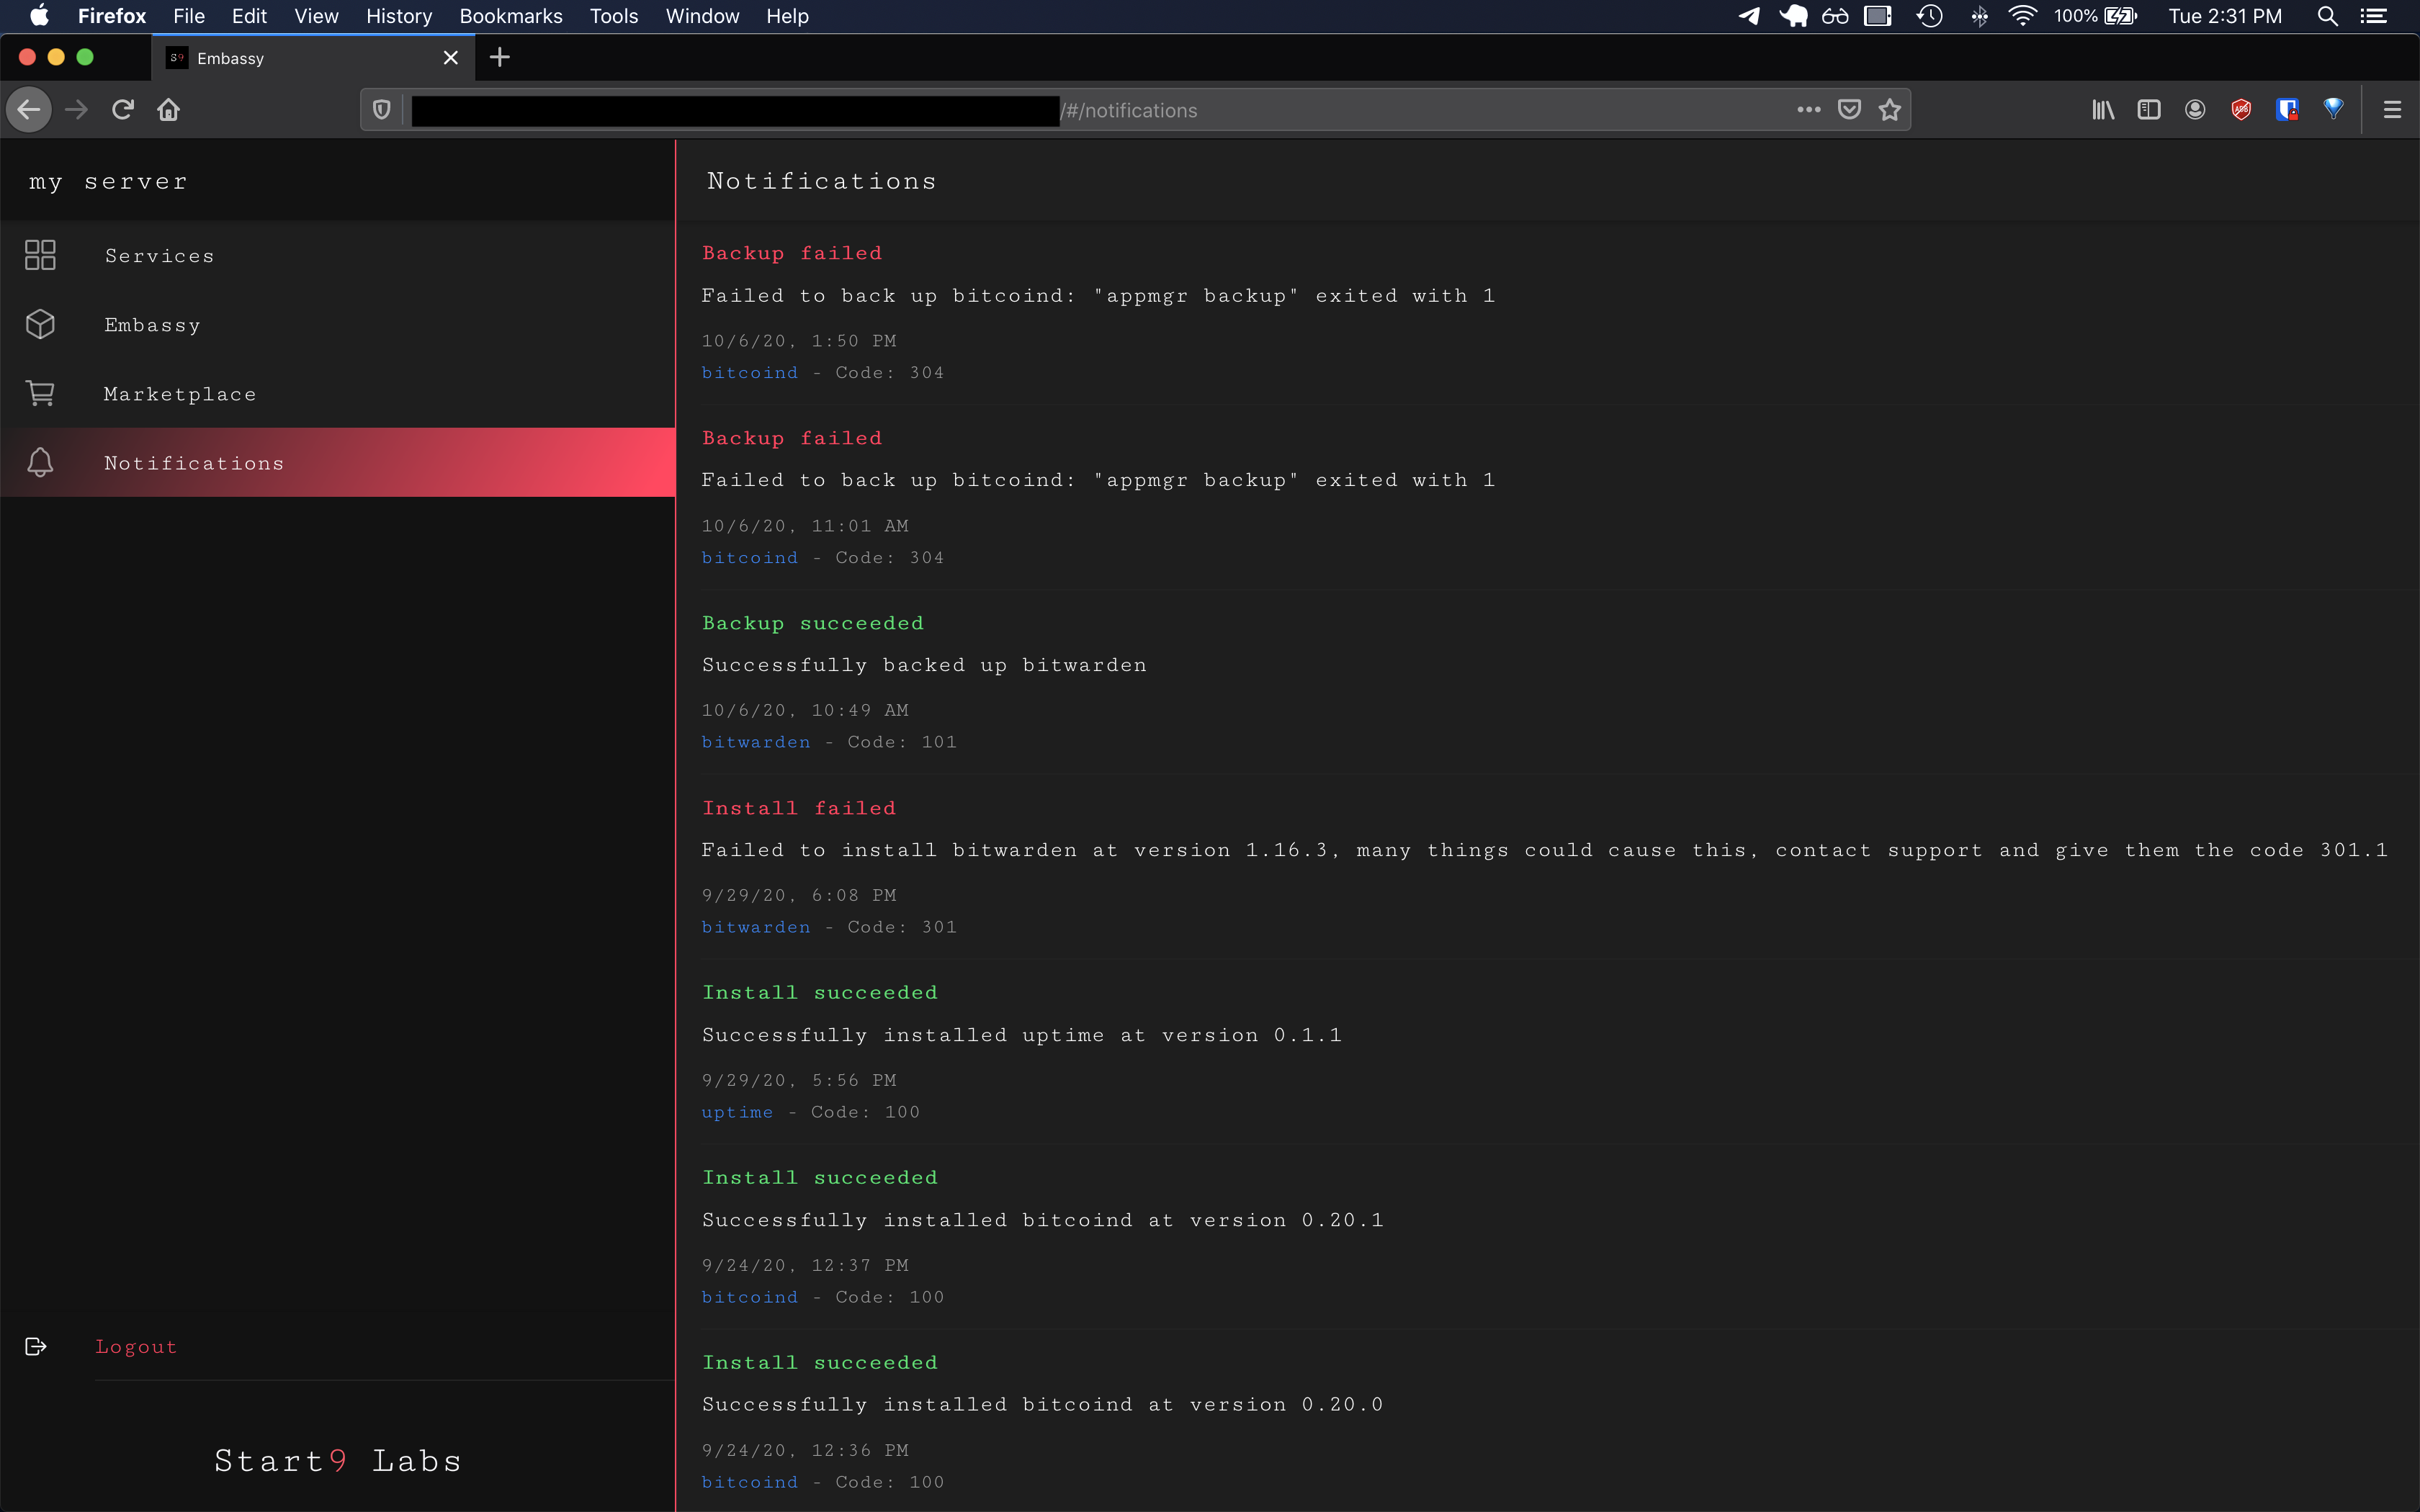 Firefox File Edit View History Bookmarks Tools Window Help 100% Tue 2:31 PM
S9 Embassy
/#/notifications
ABP
my server
Services
Embassy
Marketplace
Notifications
Logout
Start9 Labs
Notifications
Backup failed
Failed to back up bitcoind: "appmgr backup" exited with 1
10/6/20, 1:50 PM
bitcoind - Code: 304
Backup failed
Failed to back up bitcoind: "appmgr backup" exited with 1
10/6/20, 11:01 AM
bitcoind - Code: 304
Backup succeeded
Successfully backed up bitwarden
10/6/20, 10:49 AM
bitwarden - Code: 101
Install failed
Failed to install bitwarden at version 1.16.3, many things could cause this, contact support and give them the code 301.1
9/29/20, 6:08 PM
bitwarden - Code: 301
Install succeeded
Successfully installed uptime at version 0.1.1
9/29/20, 5:56 PM
uptime - Code: 100
Install succeeded
Successfully installed bitcoind at version 0.20.1
9/24/20, 12:37 PM
bitcoind - Code: 100
Install succeeded
Successfully installed bitcoind at version 0.20.0
9/24/20, 12:36 PM
bitcoind - Code: 100